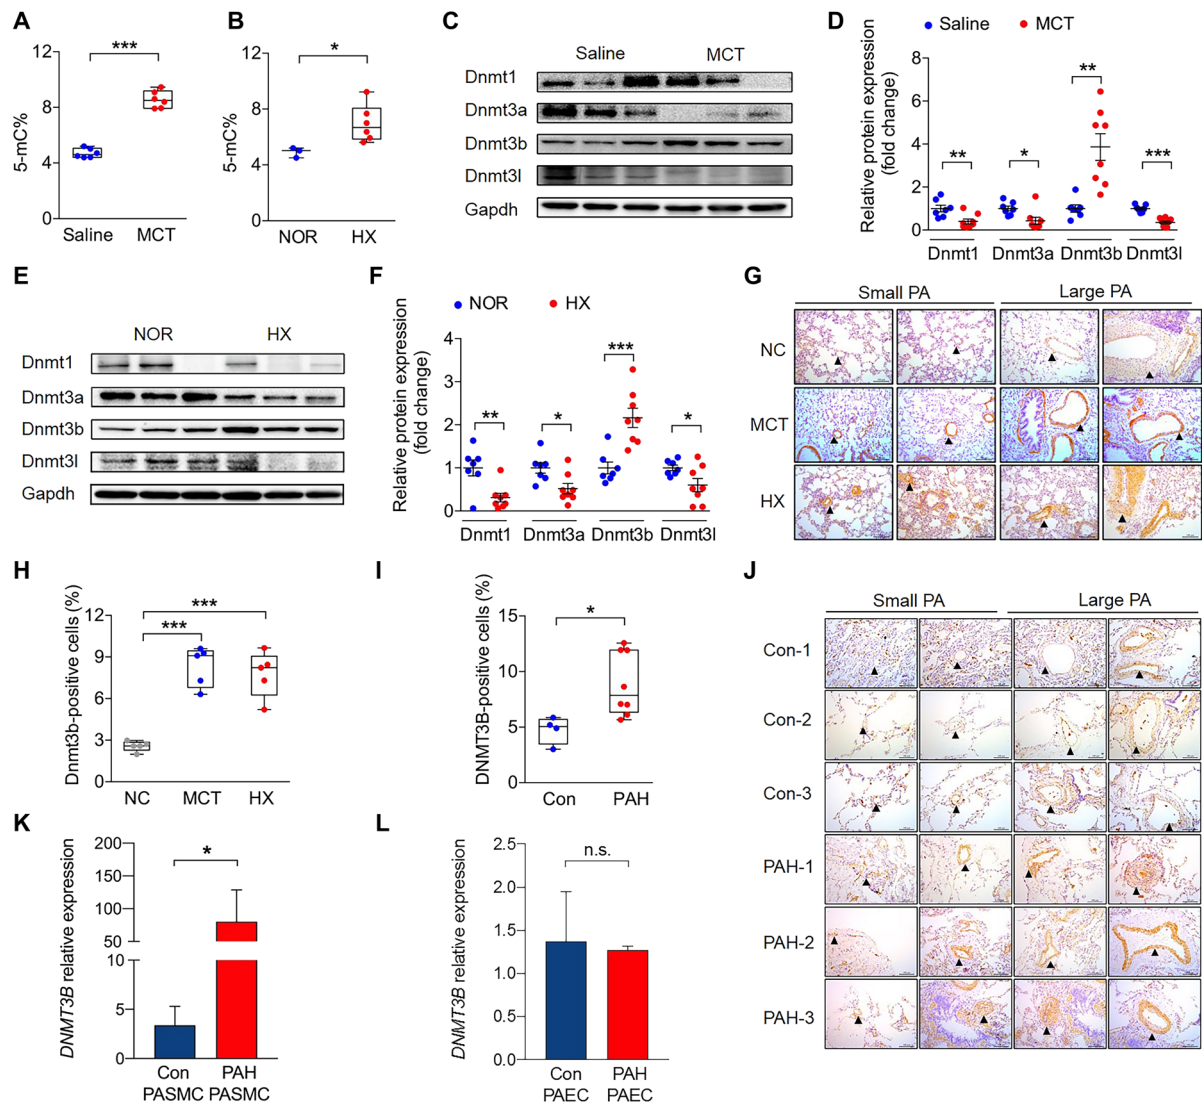 A
5-mC%
12
8
4
0
***
Saline
MCT
B
5-mC%
12
8
4
0
*
NOR
HX
C
Saline
MCT
Dnmt1
Dnmt3a
Dnmt3b
Dnmt3l
Gapdh
D
Saline
MCT
Relative protein expression
(fold change)
8
6
4
2
0
**
*
**
***
Dnmt1
Dnmt3a
Dnmt3b
Dnmt3l
E
NOR
HX
Dnmt1
Dnmt3a
Dnmt3b
Dnmt3l
Gapdh
F
NOR
HX
Relative protein expression
(fold change)
4
3
2
1
0
**
*
***
*
Dnmt1
Dnmt3a
Dnmt3b
Dnmt3l
G
Small PA
Large PA
NC
MCT
HX
H
Dnmt3b-positive cells (%)
12
9
6
3
0
***
***
NC
MCT
HX
I
DNMT3B-positive cells (%)
15
10
5
0
*
Con
PAH
J
Small PA
Large PA
Con-1
Con-2
Con-3
PAH-1
PAH-2
PAH-3
K
DNMT3B relative expression
200
150
100
50
10
5
0
*
Con
PASMC
PAH
PASMC
L
DNMT3B relative expression
2.5
2.0
1.5
1.0
0.5
0.0
n.s.
Con
PAEC
PAH
PAEC